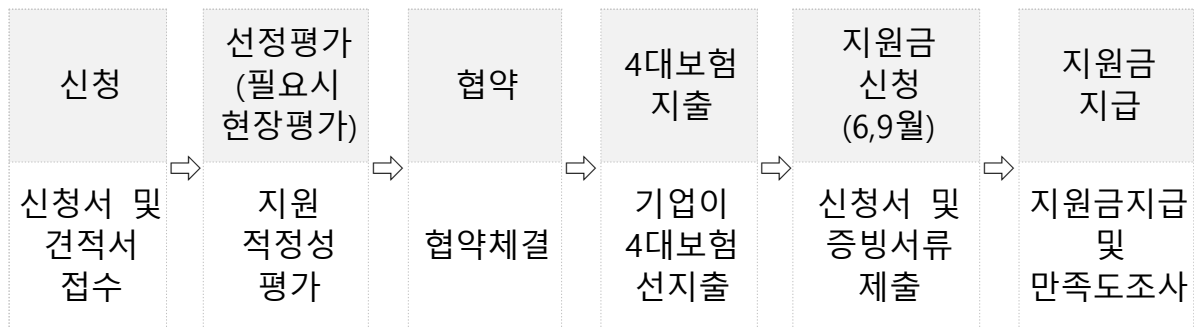 신청
신청서 및
견적서
접수
선정평가
(필요시
현장평가)
지원
적정성
평가
협약
협약체결
4대보험
지출
기업이
4대보험
선지출
지원금
신청
(6,9월)
신청서 및
증빙서류
제출
지원금
지급
지원금지급
및
만족도조사